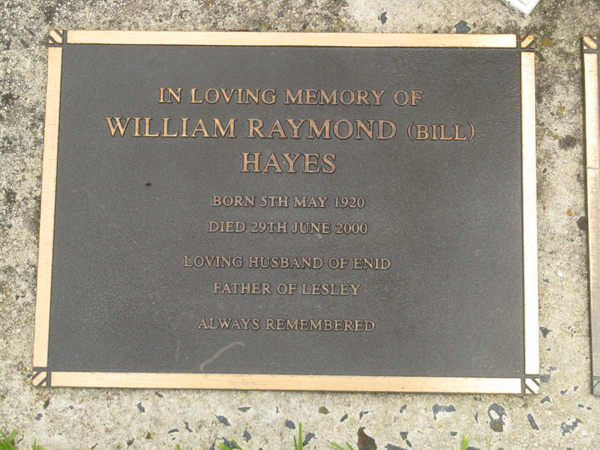 IN LOVING MEMORY OF
WILLIAM RAYMOND (BILL)
HAYES
BORN 5TH MAY 1920
DIED 29TH JUNE 2000
LOVING HUSBAND OF ENID
FATHER OF LESLEY
ALWAYS REMEMBERED